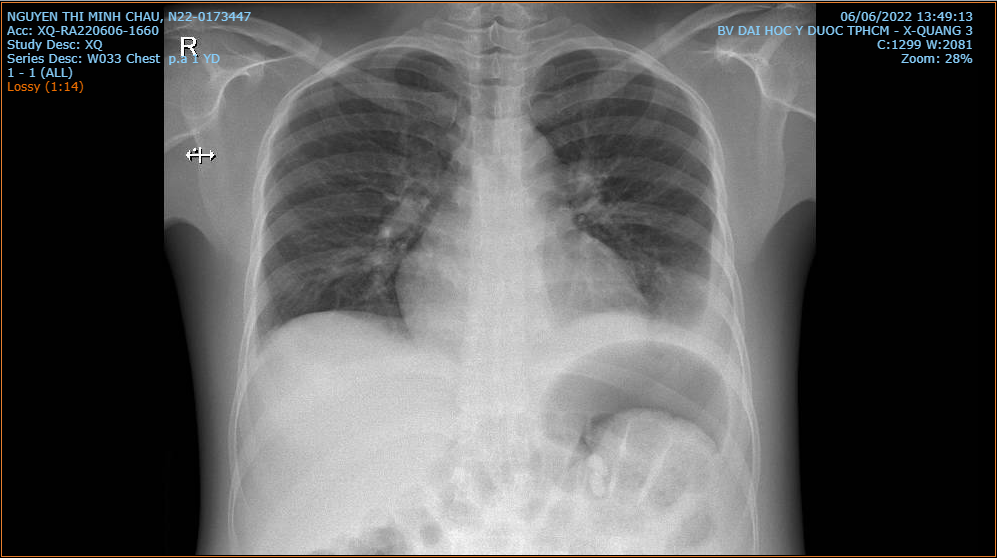 NGUYEN THI MINH CHAU, N22-0173447
Acc: XQ-RA220606-1660
Study Desc: XQ
Series Desc: W033 Chest p.a 1 YD
1 - 1 (ALL)
Lossy (1:14)
R
06/06/2022 13:49:13
BV DAI HOC Y DUOC TPHCM - X-QUANG 3
C:1299 W:2081
Zoom: 28%